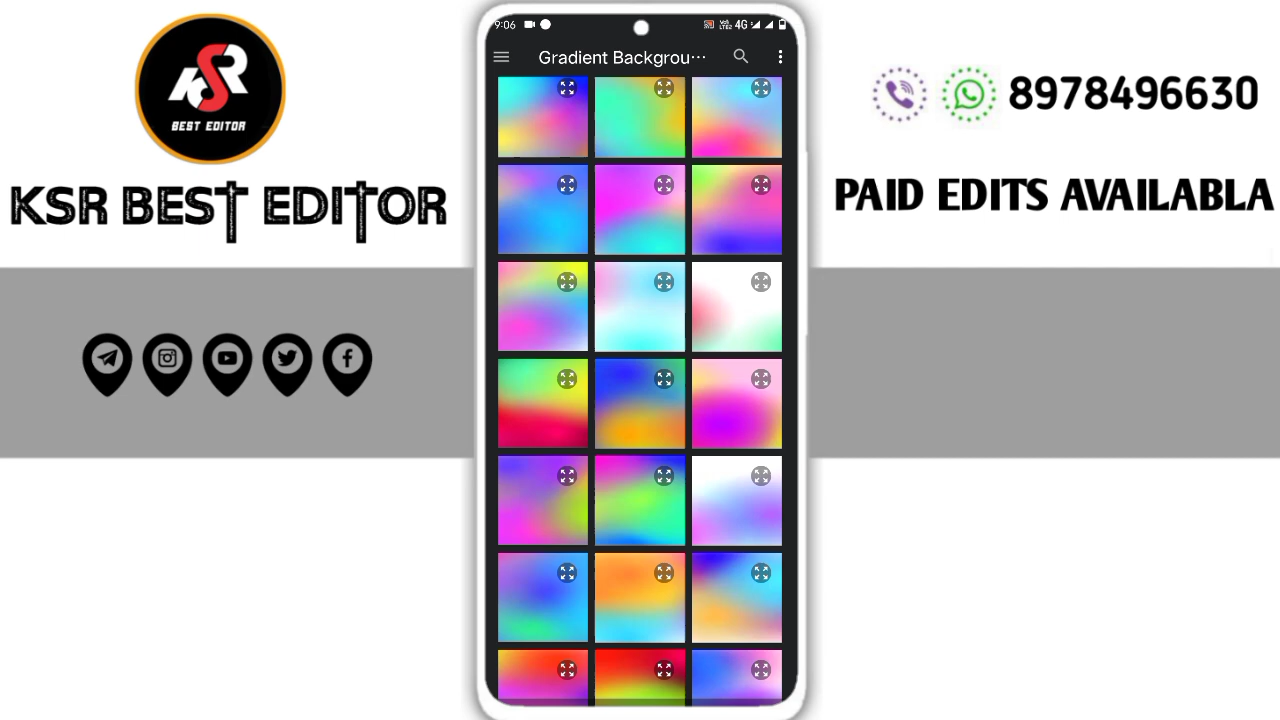 KSR
BEST EDITOR
KSR BEST EDITOR
9:06
4G
Gradient Backgrou···
8978496630
PAID EDITS AVAILABLA